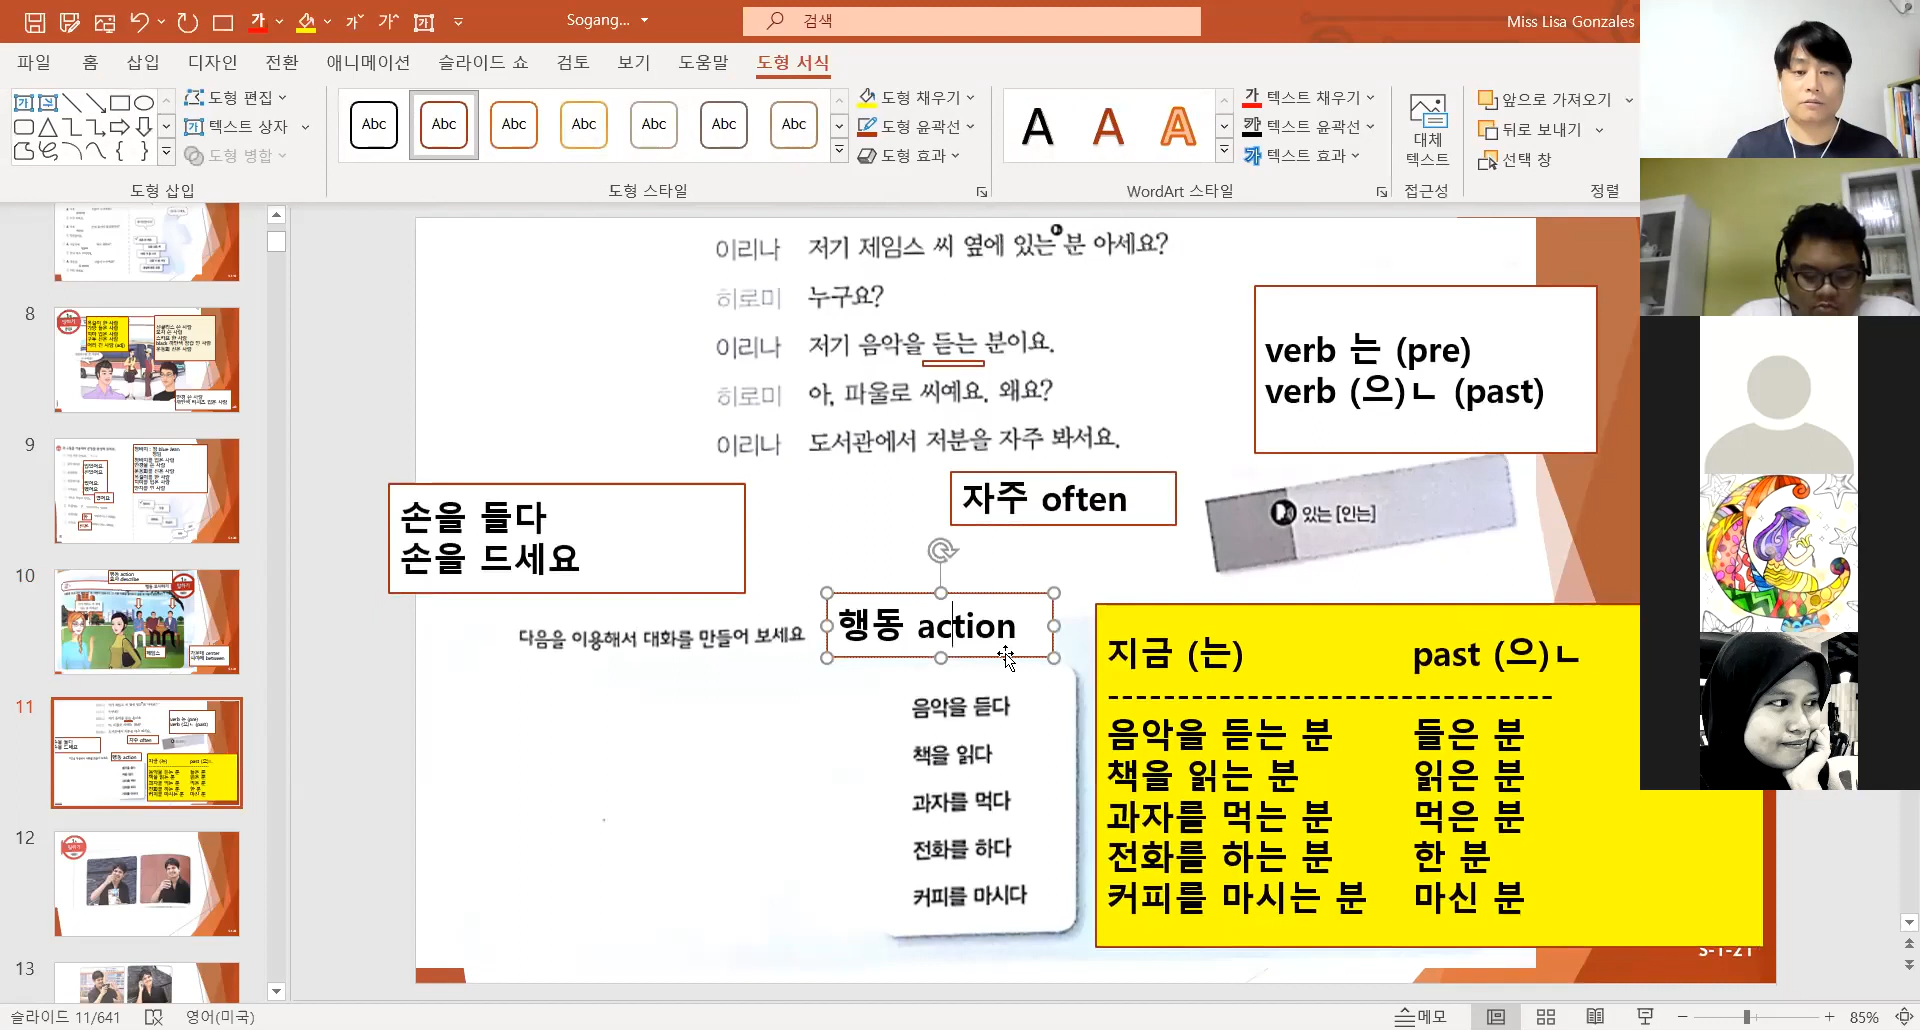 Sogang...
검색
Miss Lisa Gonzales
파일 홈 삽입 디자인 전환 애니메이션 슬라이드 쇼 검토 보기 도움말 도형 서식
도형 편집
텍스트 상자
도형 병합
도형 삽입
Abc Abc Abc Abc Abc Abc Abc
도형 채우기
도형 윤곽선
도형 효과
도형 스타일
A A A
텍스트 채우기
텍스트 윤곽선
텍스트 효과
WordArt 스타일
대체
텍스트
접근성
앞으로 가져오기
뒤로 보내기
선택 창
정렬
8
9
10
11
12
13
이리나 저기 제임스 씨 옆에 있는 분 아세요?
히로미 누구요?
이리나 저기 음악을 듣는 분이요.
히로미 아, 파울로 씨예요. 왜요?
이리나 도서관에서 저분을 자주 봐서요.
verb 는 (pre)
verb (으)ㄴ (past)
자주 often
있는 [인는]
손을 들다
손을 드세요
행동 action
다음을 이용해서 대화를 만들어 보세요
음악을 듣다
책을 읽다
과자를 먹다
전화를 하다
커피를 마시다
지금 (는) past (으)ㄴ
--------------------------------
음악을 듣는 분 들은 분
책을 읽는 분 읽은 분
과자를 먹는 분 먹은 분
전화를 하는 분 한 분
커피를 마시는 분 마신 분
S-1-21
슬라이드 11/641
영어(미국)
메모
85%